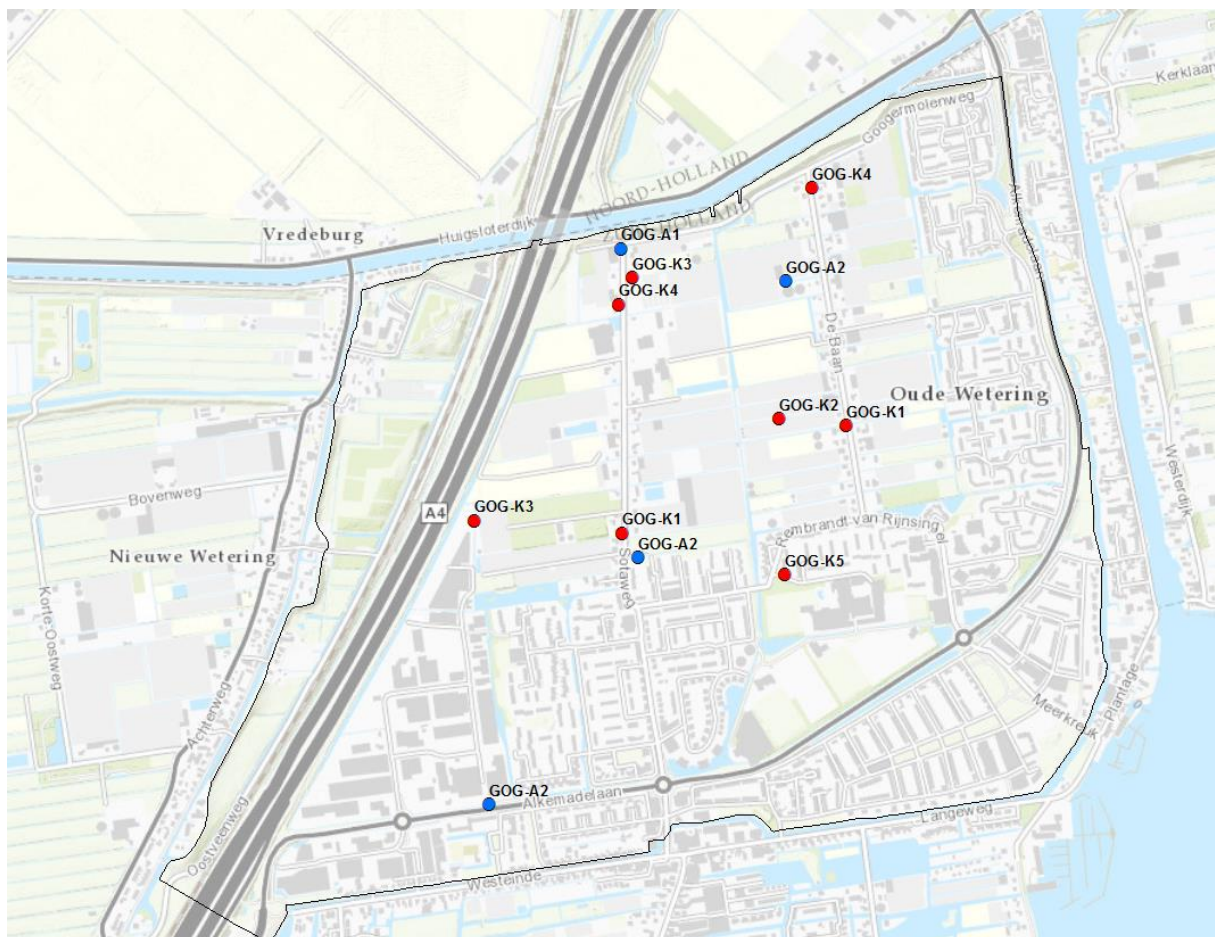 Kerklaan
Googermolenweg
GOG-K4
NOORD-HOLLAND
Vredeburg
Huigsloterdijk
GOG-A1
GOG-K3
GOG-A2
GOG-K4
De Baan
Oude Wetering
GOG-K2
GOG-K1
Bovenweg
A4
GOG-K3
Westerdijk
GOG-K1
Rembrandt van Rijnsingel
Nieuwe Wetering
GOG-A2
GOG-K5
Sotaweg
Korte Oostweg
Achterweg
Plantage
Meerkreuk
GOG-A2
Alkemadelaan
Langeweg
Oostveenweg
Westeinde